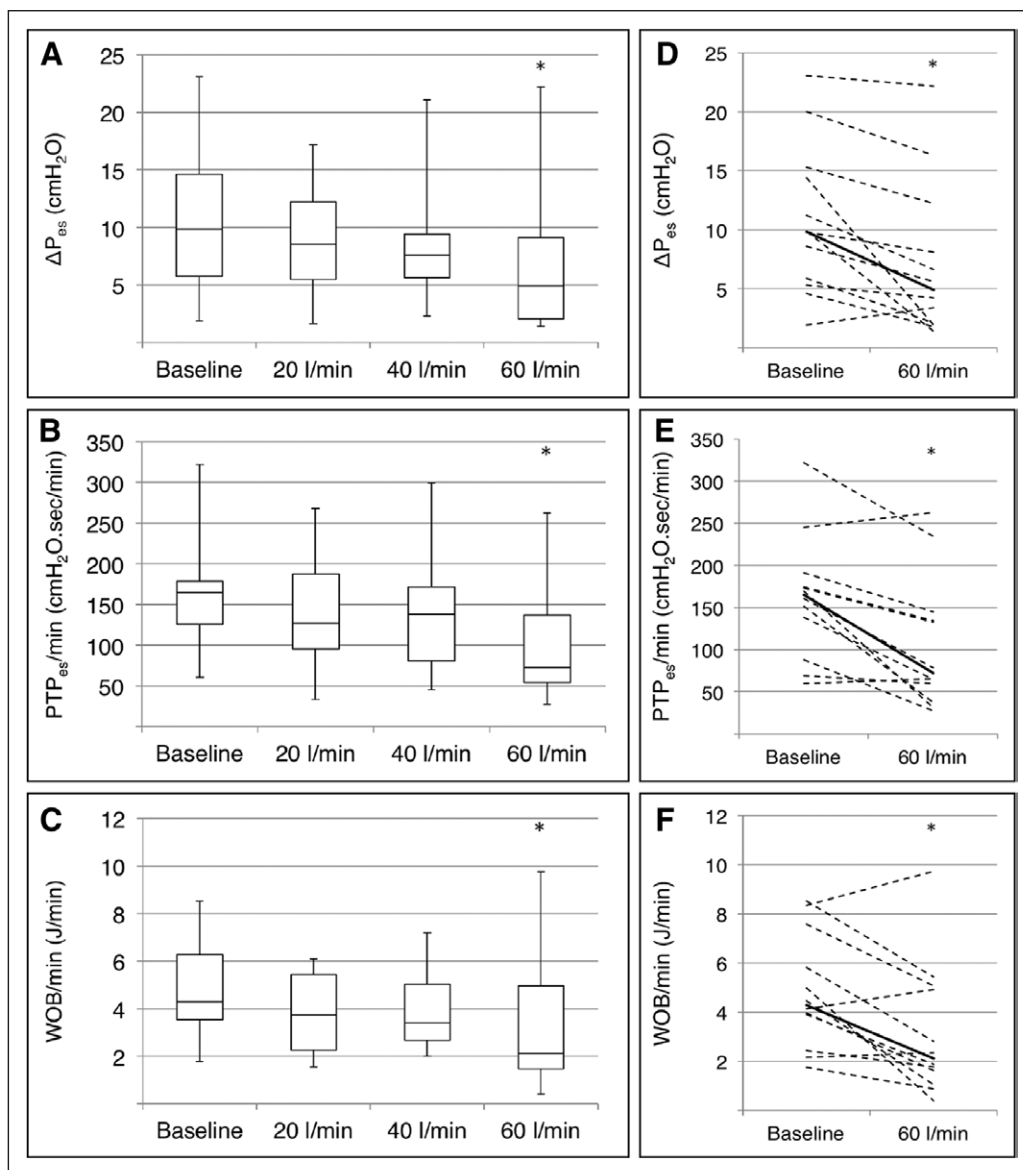 A
25
20
15
10
5
ΔPes (cmH2O)
*
Baseline 20 l/min 40 l/min 60 l/min
D
25
20
15
10
5
ΔPes (cmH2O)
*
Baseline 60 l/min
B
350
300
250
200
150
100
50
PTPes/min (cmH2O.sec/min)
*
Baseline 20 l/min 40 l/min 60 l/min
E
350
300
250
200
150
100
50
PTPes/min (cmH2O.sec/min)
*
Baseline 60 l/min
C
12
10
8
6
4
2
WOB/min (J/min)
*
Baseline 20 l/min 40 l/min 60 l/min
F
12
10
8
6
4
2
WOB/min (J/min)
*
Baseline 60 l/min